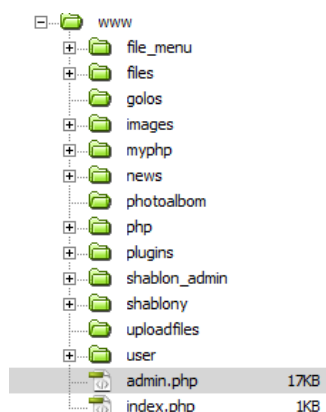 www
file_menu
files
golos
images
myphp
news
photoalbom
php
plugins
shablon_admin
shablony
uploadfiles
user
admin.php 17KB
index.php 1KB